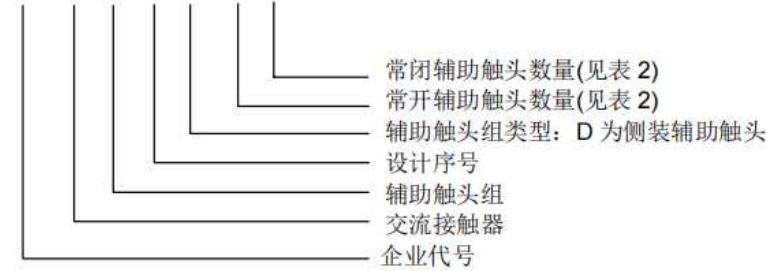 常闭辅助触头数量(见表 2)
常开辅助触头数量(见表 2)
辅助触头组类型：D 为侧装辅助触头
设计序号
辅助触头组
交流接触器
企业代号